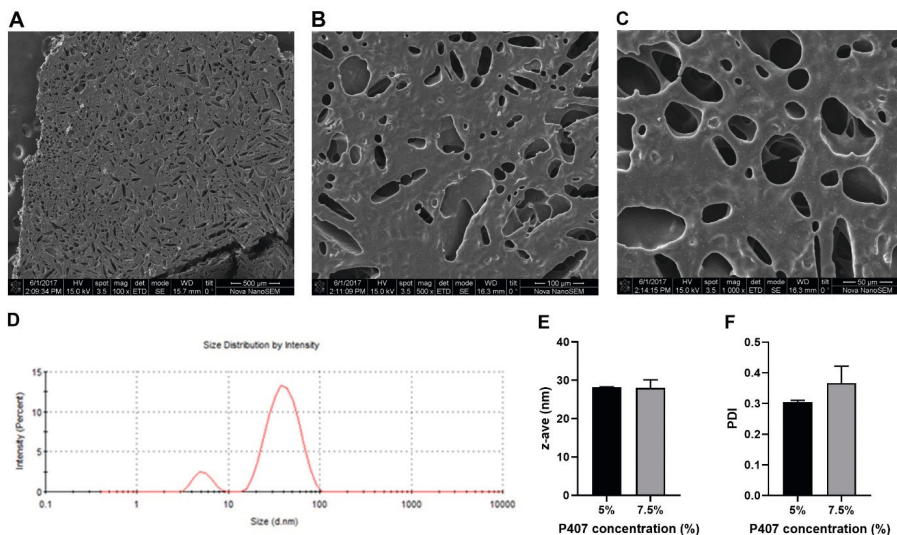 A
B
C
6/1/2017 HV spot mag det mode WD tilt 500 µm
2:09:34 PM 15.0 kV 3.5 100 x ETD SE 15.7 mm 0 ° Nova NanoSEM
6/1/2017 HV spot mag det mode WD tilt 100 µm
2:11:09 PM 15.0 kV 3.5 500 x ETD SE 16.3 mm 0 ° Nova NanoSEM
6/1/2017 HV spot mag det mode WD tilt 50 µm
2:14:15 PM 15.0 kV 3.5 1 000 x ETD SE 16.3 mm 0 ° Nova NanoSEM
D
Size Distribution by Intensity
Intensity (Percent)
15
10
5
0
0.1 1 10 100 1000 10000
Size (d.nm)
E
z-ave (nm)
40
30
20
10
0
5% 7.5%
P407 concentration (%)
F
PDI
0.5
0.4
0.3
0.2
0.1
0.0
5% 7.5%
P407 concentration (%)